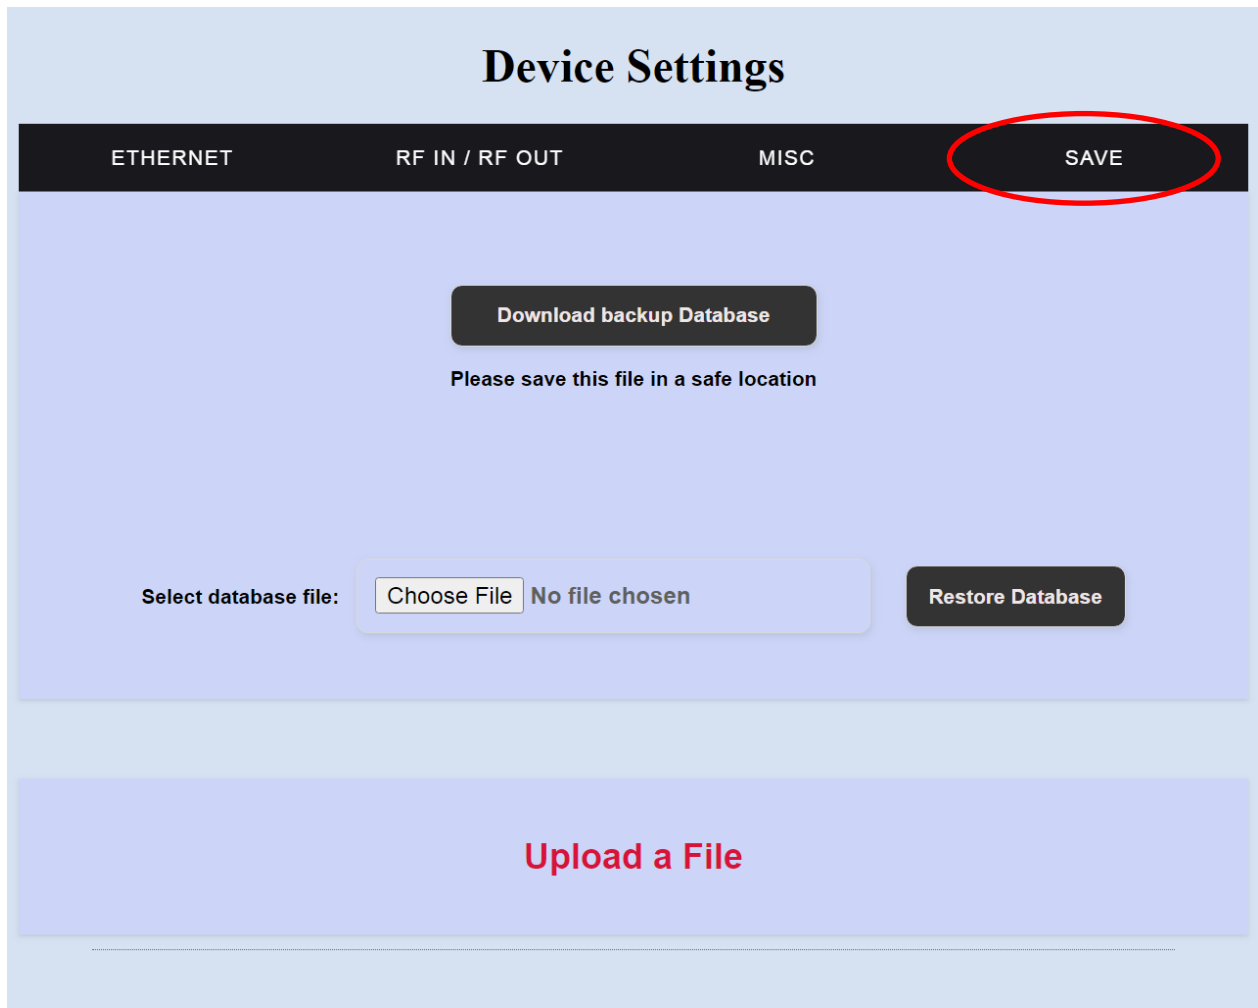 Device Settings
ETHERNET RF IN / RF OUT MISC SAVE
Download backup Database
Please save this file in a safe location
Select database file: Choose File No file chosen Restore Database
Upload a File